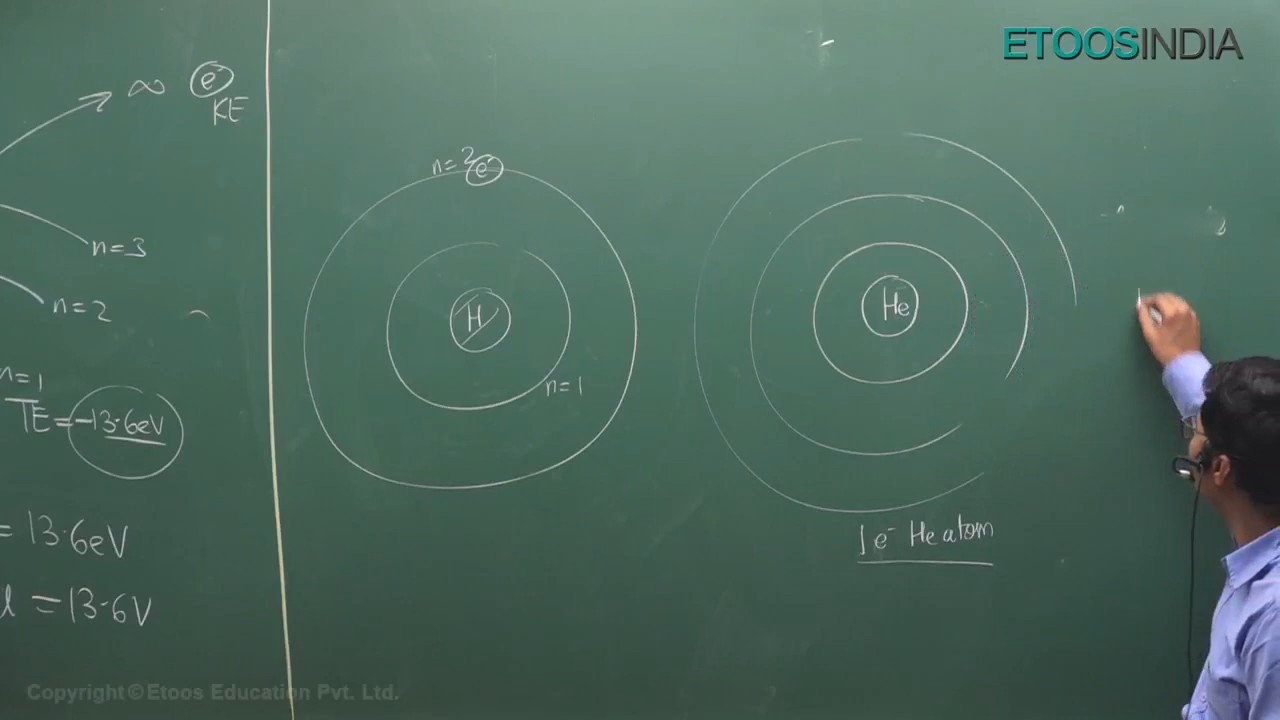 ETOOSINDIA
∞ e⁻
KE
n=3
n=2
n=1
TE=-13.6eV
= 13.6eV
= 13.6V
n=2 e⁻
H
n=1
He
1e⁻ He atom
Copyright © Etoos Education Pvt. Ltd.